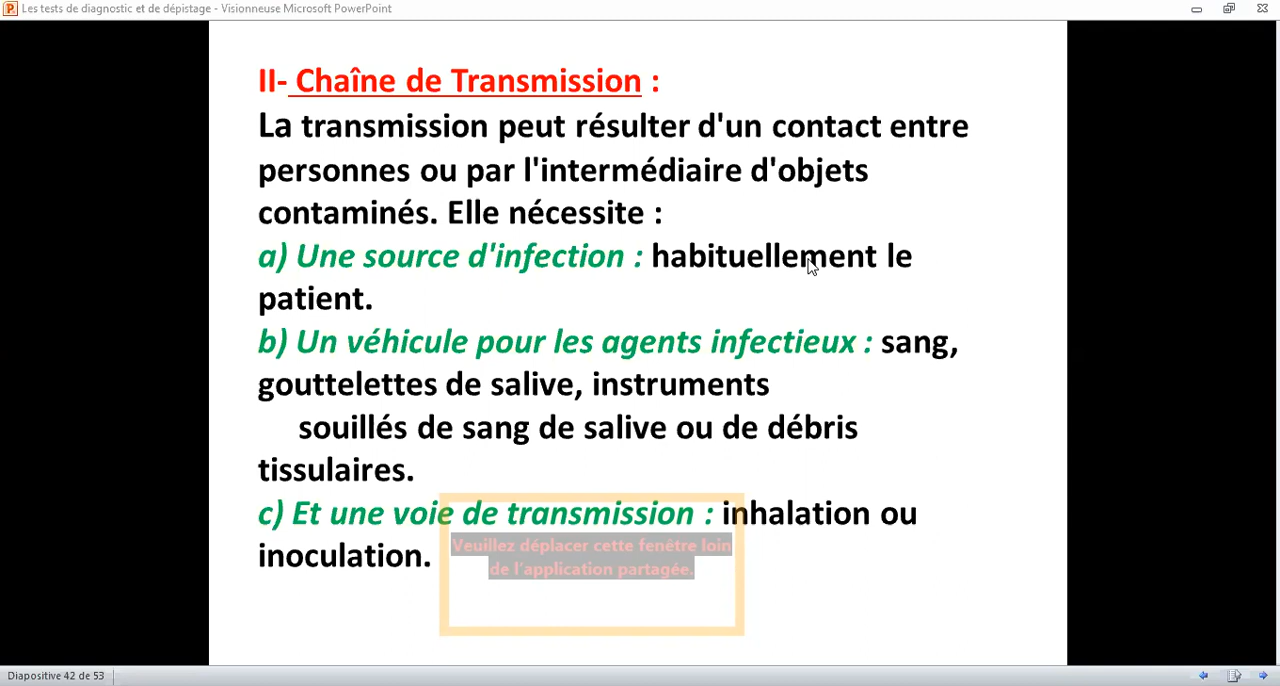 Les tests de diagnostic et de dépistage - Visionneuse Microsoft PowerPoint
II- Chaîne de Transmission :
La transmission peut résulter d'un contact entre
personnes ou par l'intermédiaire d'objets
contaminés. Elle nécessite :
a) Une source d'infection : habituellement le
patient.
b) Un véhicule pour les agents infectieux : sang,
gouttelettes de salive, instruments
souillés de sang de salive ou de débris
tissulaires.
c) Et une voie de transmission : inhalation ou
inoculation.
Veuillez déplacer cette fenêtre loin
de l'application partagée.
Diapositive 42 de 53